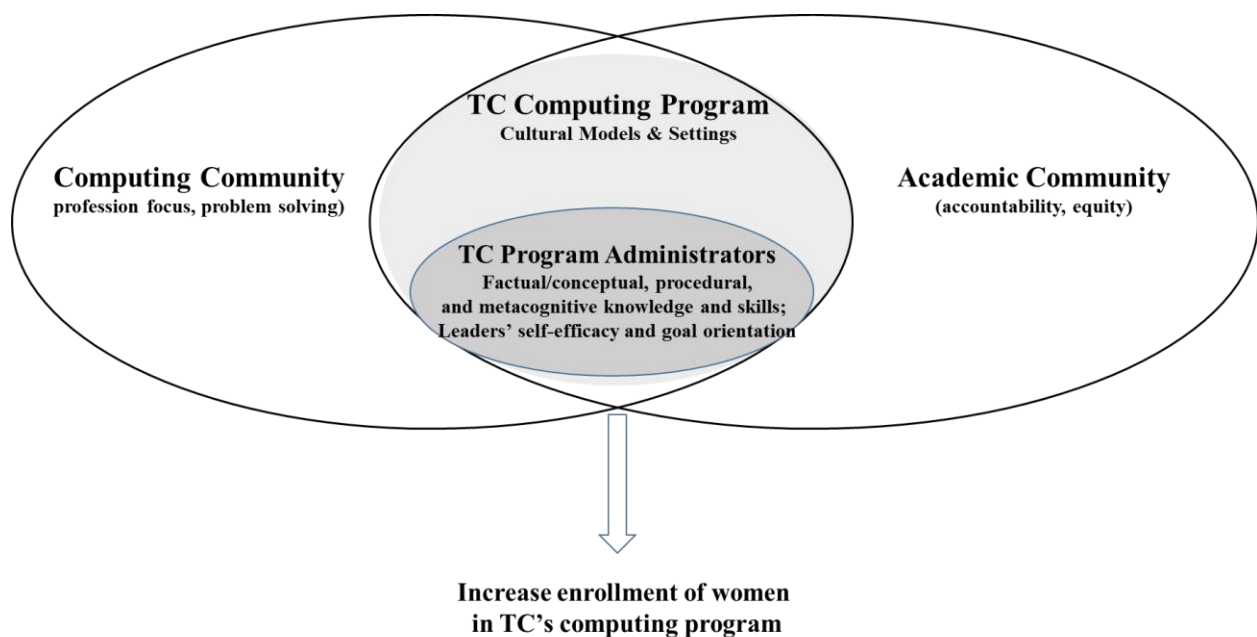 TC Computing Program
Cultural Models & Settings
Computing Community
profession focus, problem solving)
Academic Community
(accountability, equity)
TC Program Administrators
Factual/conceptual, procedural,
and metacognitive knowledge and skills;
Leaders’ self-efficacy and goal orientation
Increase enrollment of women
in TC’s computing program